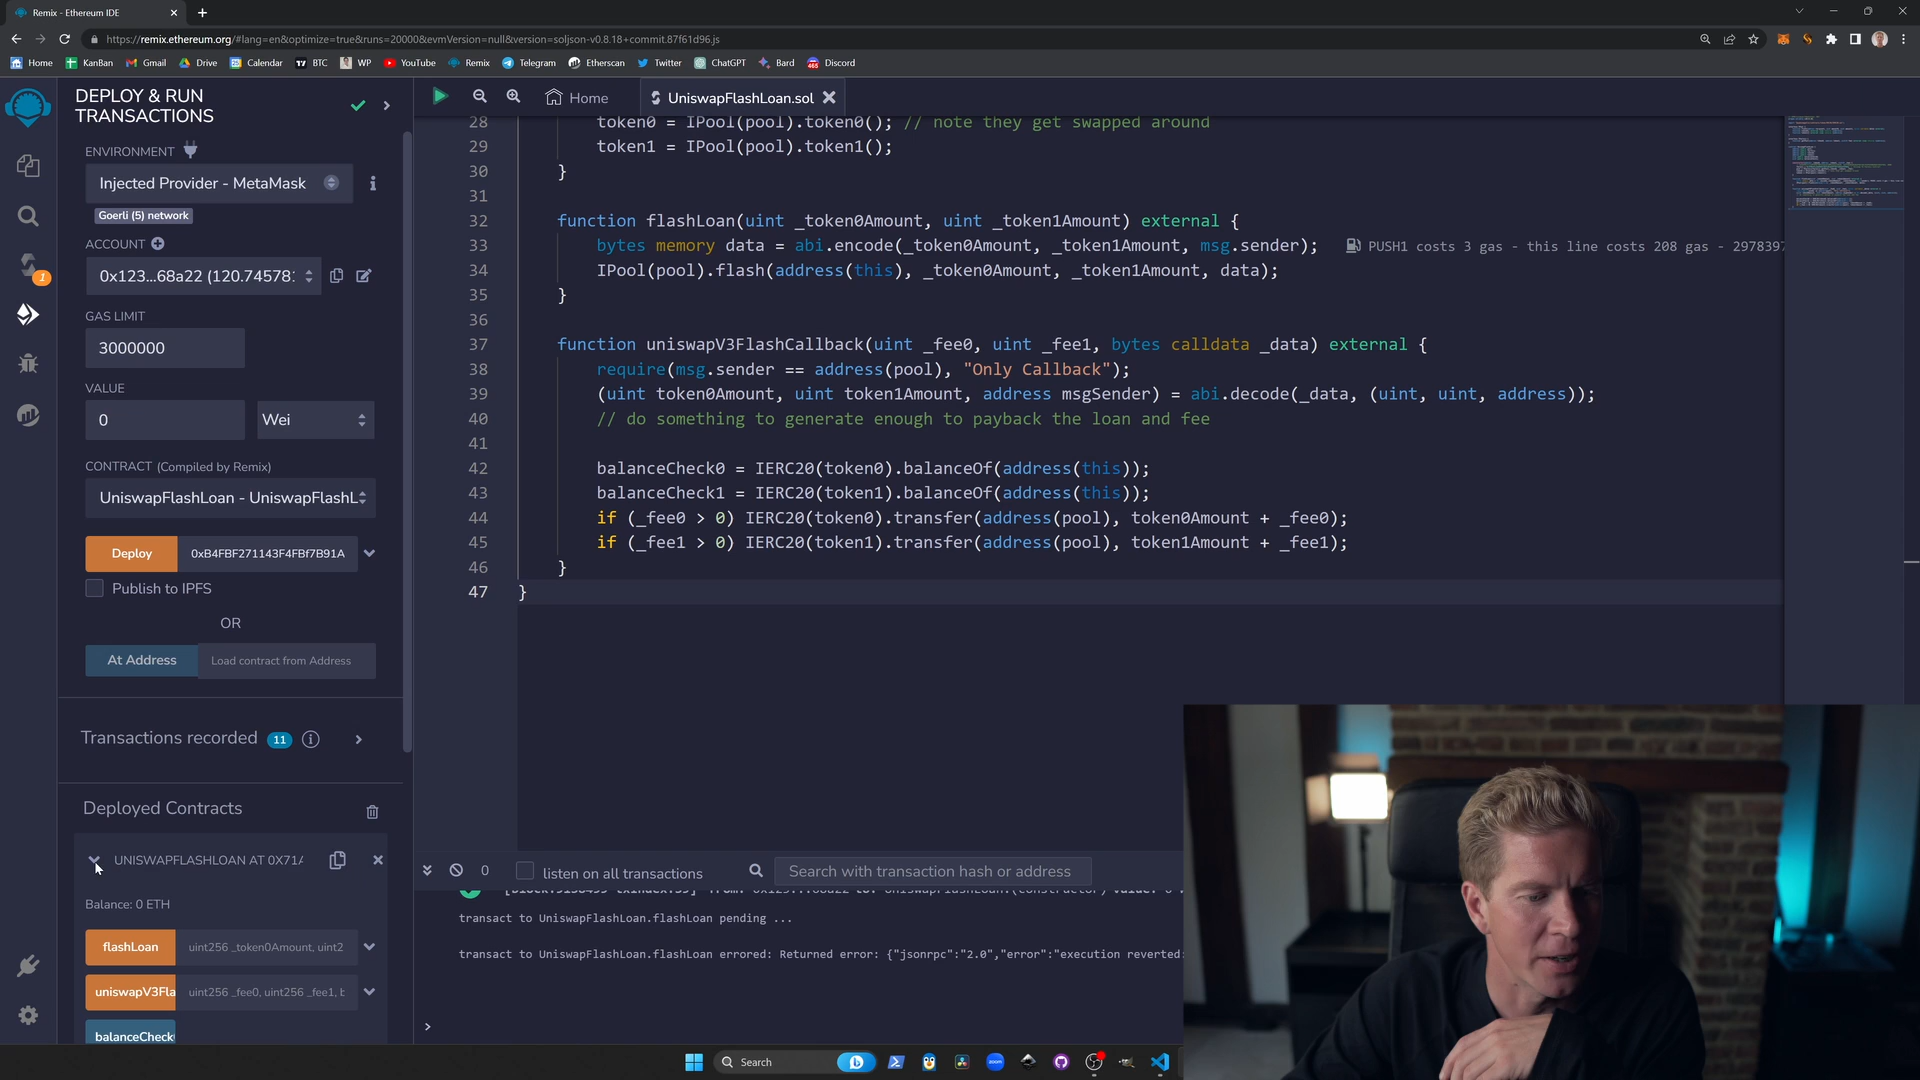 Remix - Ethereum IDE
https://remix.ethereum.org/#lang=en&optimize=true&runs=20000&evmVersion=null&version=soljson-v0.8.18+commit.87f61d96.js
Home KanBan Gmail Drive Calendar BTC WP YouTube Remix Telegram Etherscan Twitter ChatGPT Bard Discord
DEPLOY & RUN
TRANSACTIONS
ENVIRONMENT
Injected Provider - MetaMask
Goerli (5) network
ACCOUNT
0x123...68a22 (120.74578
GAS LIMIT
3000000
VALUE
0 Wei
CONTRACT (Compiled by Remix)
UniswapFlashLoan - UniswapFlashL
Deploy 0xB4FBF271143F4FBf7B91A
Publish to IPFS
OR
At Address Load contract from Address
Transactions recorded 11
Deployed Contracts
UNISWAPFLASHLOAN AT 0X71
Balance: 0 ETH
flashLoan uint256 _token0Amount, uint2
uniswapV3Fla uint256 _fee0, uint256 _fee1, b
balanceCheck
1
Home UniswapFlashLoan.sol
28 token0 = IPool(pool).token0(); // note they get swapped around
29 token1 = IPool(pool).token1();
30 }
31
32 function flashLoan(uint _token0Amount, uint _token1Amount) external {
33 bytes memory data = abi.encode(_token0Amount, _token1Amount, msg.sender); PUSH1 costs 3 gas - this line costs 208 gas - 2978397
34 IPool(pool).flash(address(this), _token0Amount, _token1Amount, data);
35 }
36
37 function uniswapV3FlashCallback(uint _fee0, uint _fee1, bytes calldata _data) external {
38 require(msg.sender == address(pool), "Only Callback");
39 (uint token0Amount, uint token1Amount, address msgSender) = abi.decode(_data, (uint, uint, address));
40 // do something to generate enough to payback the loan and fee
41
42 balanceCheck0 = IERC20(token0).balanceOf(address(this));
43 balanceCheck1 = IERC20(token1).balanceOf(address(this));
44 if (_fee0 > 0) IERC20(token0).transfer(address(pool), token0Amount + _fee0);
45 if (_fee1 > 0) IERC20(token1).transfer(address(pool), token1Amount + _fee1);
46 }
47 }
0 listen on all transactions Search with transaction hash or address
transact to UniswapFlashLoan.flashLoan pending ...
transact to UniswapFlashLoan.flashLoan errored: Returned error: {"jsonrpc":"2.0","error":"execution reverted:
>
Search